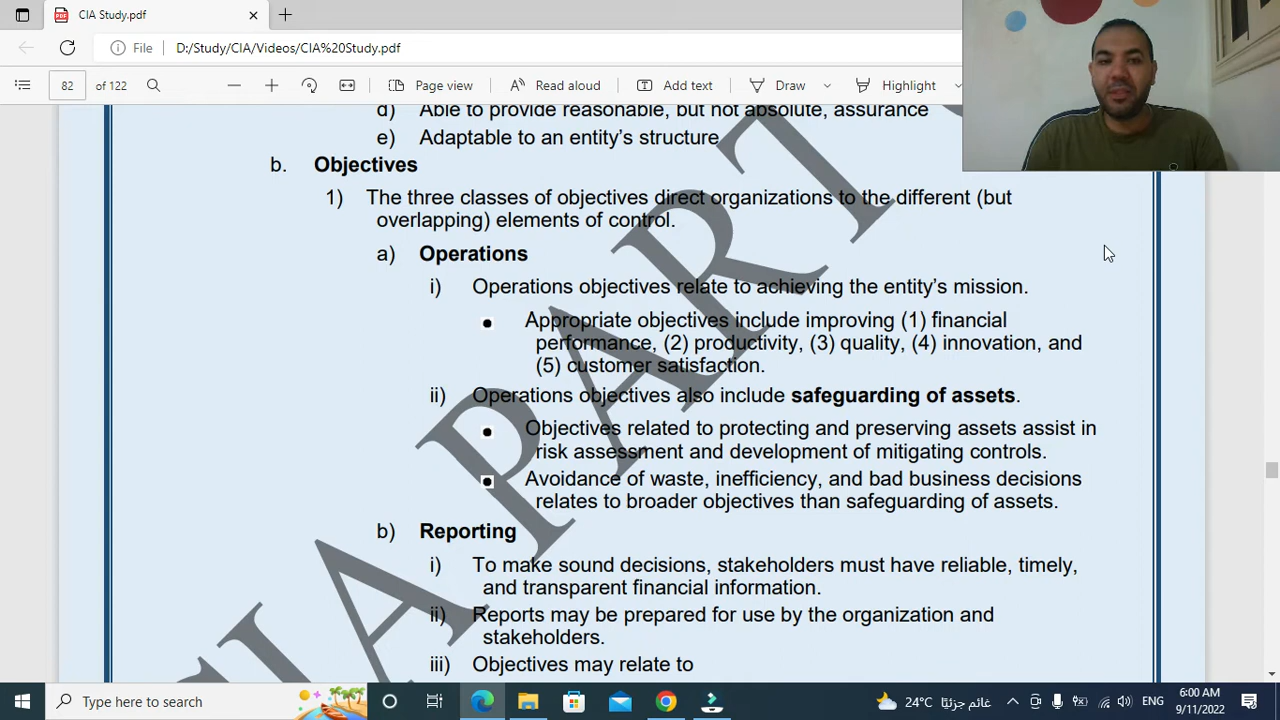 CIA Study.pdf
File
D:/Study/CIA/Videos/CIA%20Study.pdf
82 of 122
Page view
Read aloud
Add text
Draw
Highlight
d) Able to provide reasonable, but not absolute, assurance
e) Adaptable to an entity's structure
b. Objectives
1) The three classes of objectives direct organizations to the different (but
overlapping) elements of control.
a) Operations
i) Operations objectives relate to achieving the entity's mission.
Appropriate objectives include improving (1) financial
performance, (2) productivity, (3) quality, (4) innovation, and
(5) customer satisfaction.
ii) Operations objectives also include safeguarding of assets.
Objectives related to protecting and preserving assets assist in
risk assessment and development of mitigating controls.
Avoidance of waste, inefficiency, and bad business decisions
relates to broader objectives than safeguarding of assets.
b) Reporting
i) To make sound decisions, stakeholders must have reliable, timely,
and transparent financial information.
ii) Reports may be prepared for use by the organization and
stakeholders.
iii) Objectives may relate to
CIA PART
Type here to search
24°C غائم جزئيًا
ENG
6:00 AM
9/11/2022